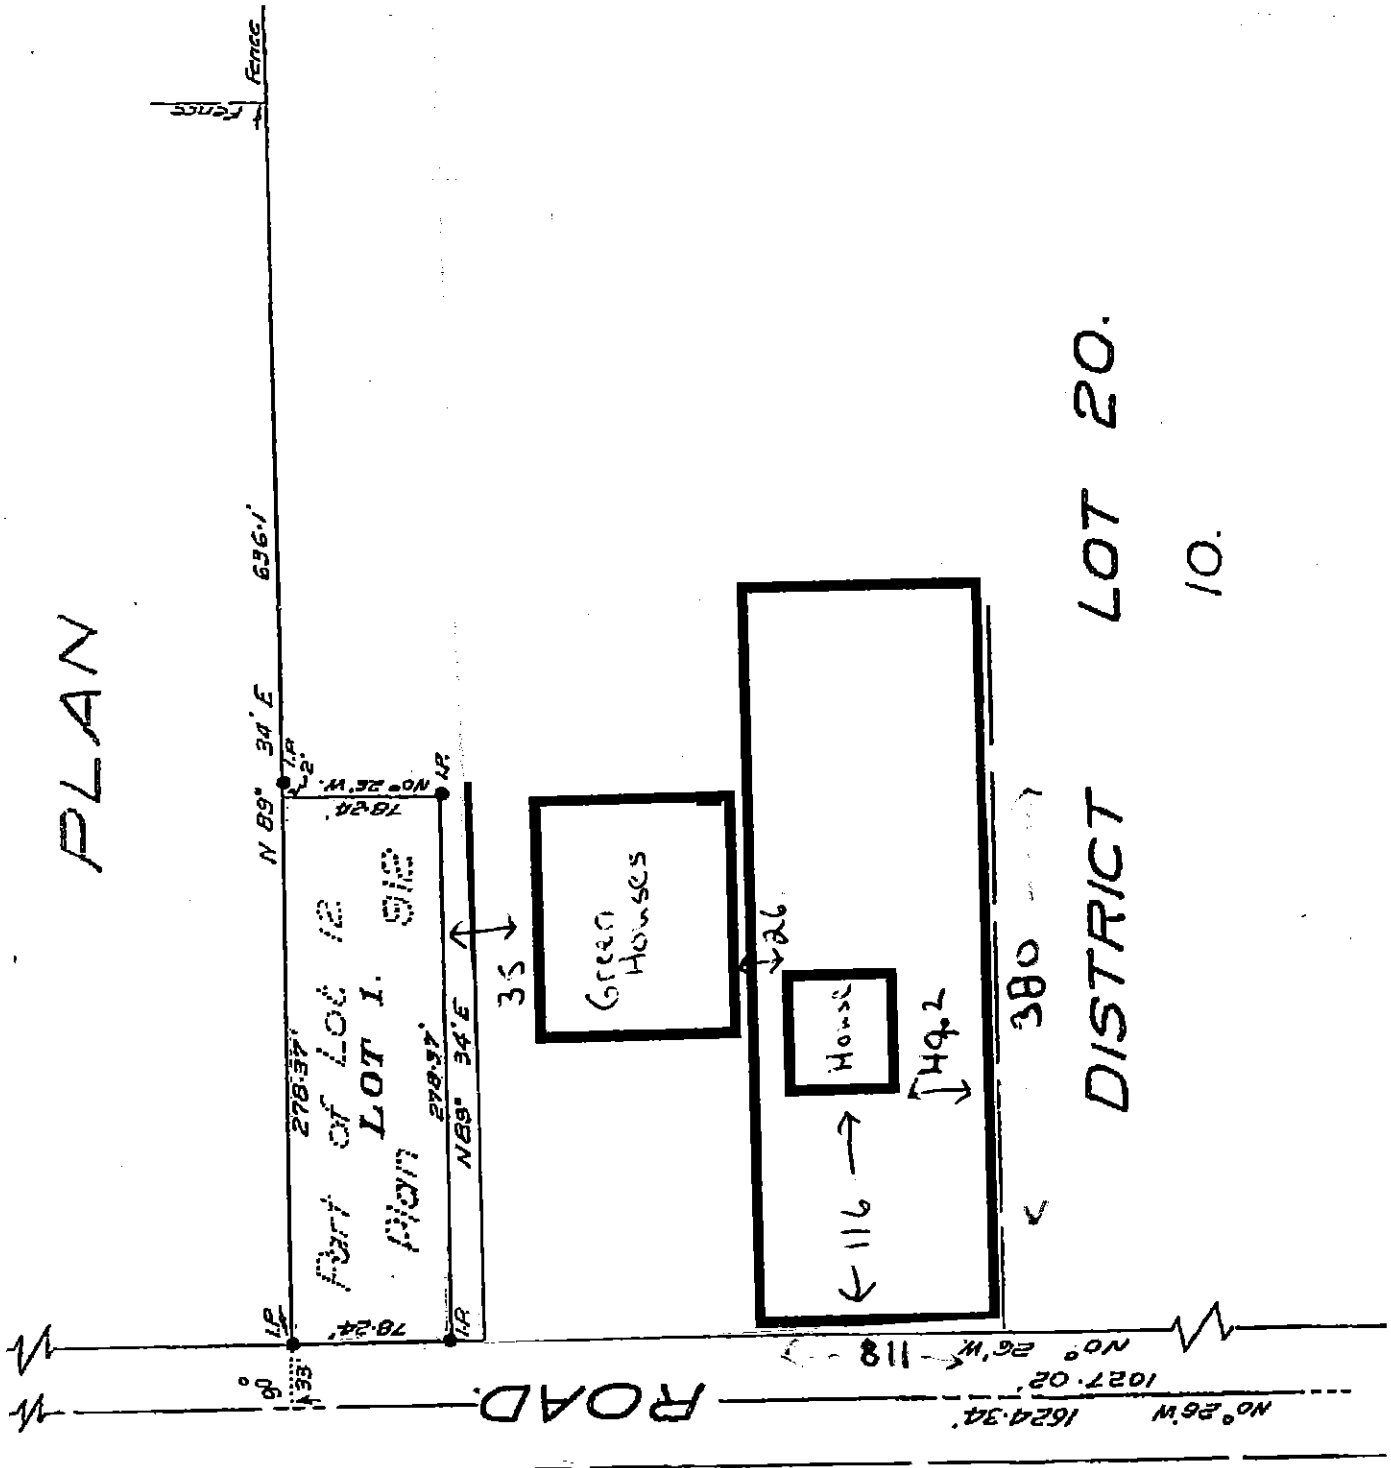 PLAN
Fence
Fence
N 89° 34' E 636.1'
I.P.
2'
I.P.
278.37'
78.24'
N0° 26' W.
Part of Lot 12
LOT 1.
Plan 912
278.37'
N 89° 34' E
78.24'
I.P.
I.P.
I.P.
90°
33'
35
Green
Houses
26
House
49.2
116
380
118
DISTRICT LOT 20.
10.
ROAD.
N0° 26' W.
1027.02'
N0° 26' W 1624.34'